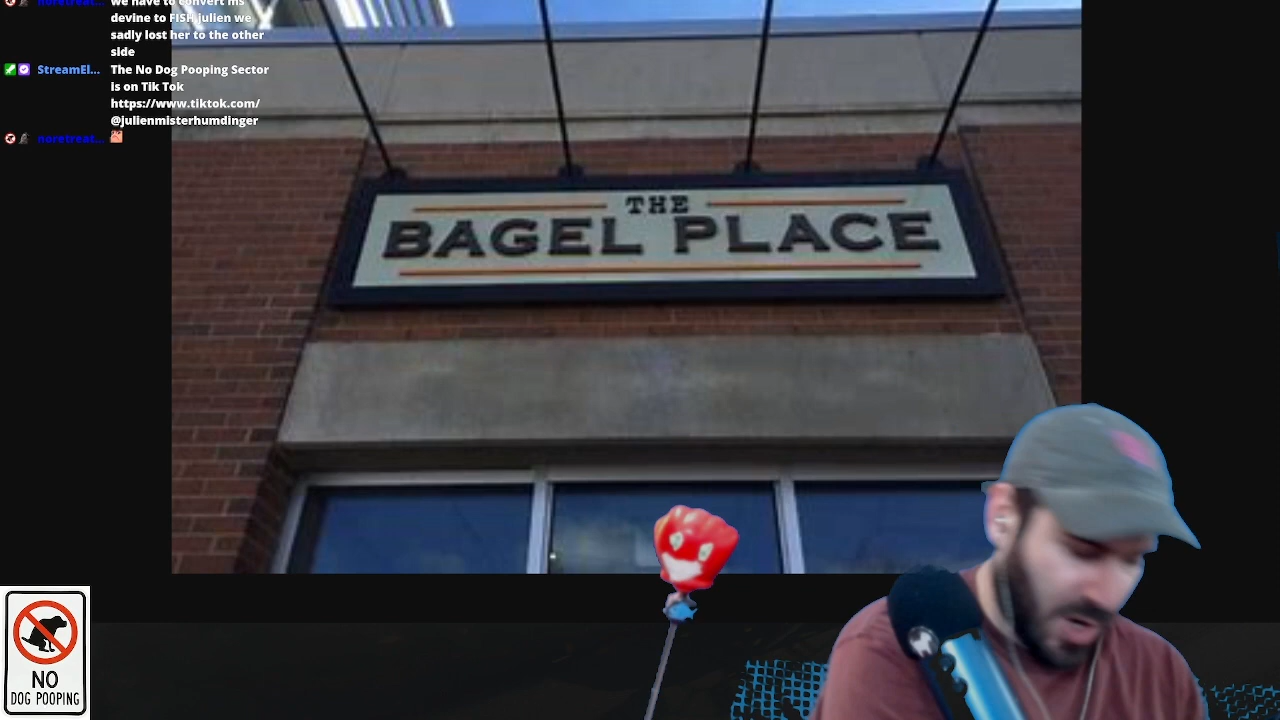 noretreat... we have to convert ms
devine to FISH julien we
sadly lost her to the other
side
StreamEl... The No Dog Pooping Sector
is on Tik Tok
https://www.tiktok.com/
@julienmisterhumdinger
noretreat...
THE
BAGEL PLACE
NO
DOG POOPING